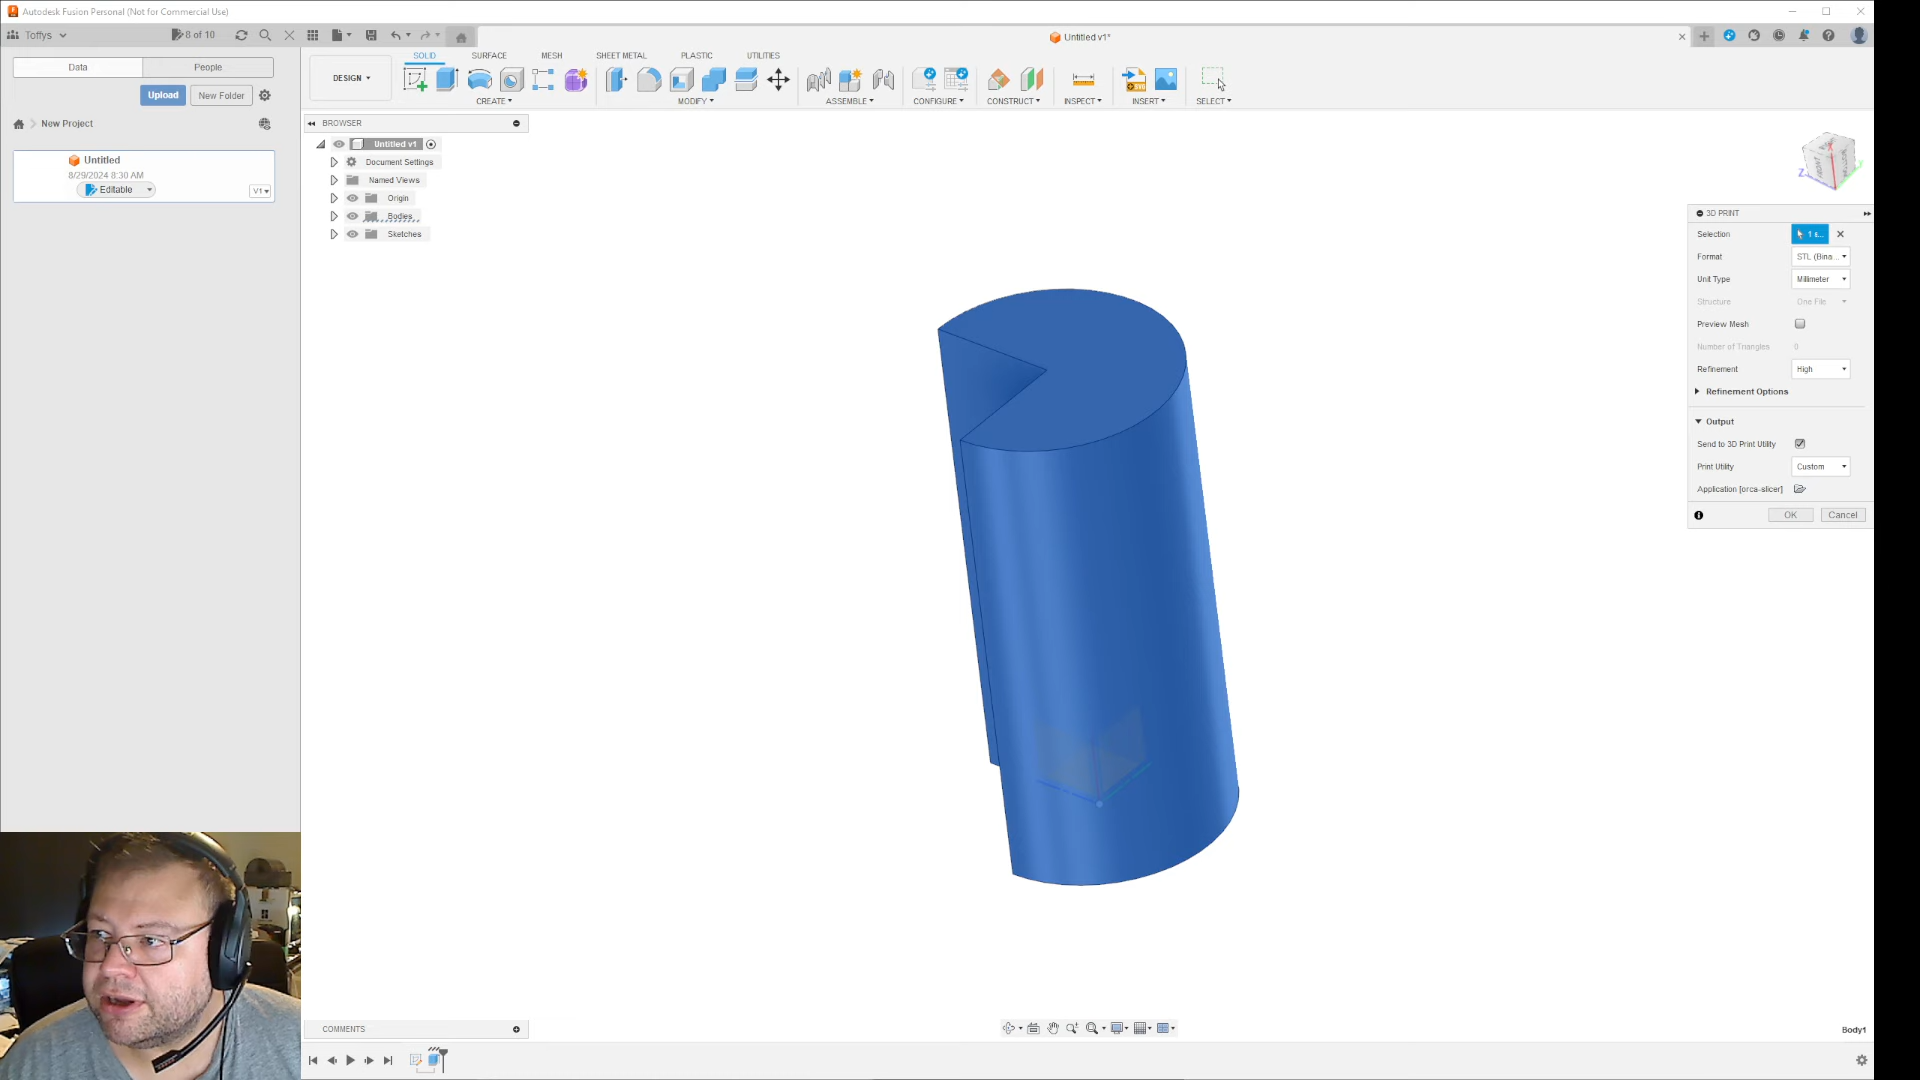 Autodesk Fusion Personal (Not for Commercial Use)
Toffys
8 of 10
Untitled v1*
Data
People
Upload
New Folder
New Project
Untitled
8/29/2024 8:30 AM
Editable
V1
DESIGN
SOLID
SURFACE
MESH
SHEET METAL
PLASTIC
UTILITIES
CREATE
MODIFY
ASSEMBLE
CONFIGURE
CONSTRUCT
INSPECT
INSERT
SELECT
BROWSER
Untitled v1
Document Settings
Named Views
Origin
Bodies
Sketches
Z
3D PRINT
Selection
1 s...
Format
STL (Bina...
Unit Type
Millimeter
Structure
One File
Preview Mesh
Number of Triangles
0
Refinement
High
Refinement Options
Output
Send to 3D Print Utility
Print Utility
Custom
Application [orca-slicer]
OK
Cancel
COMMENTS
Body1